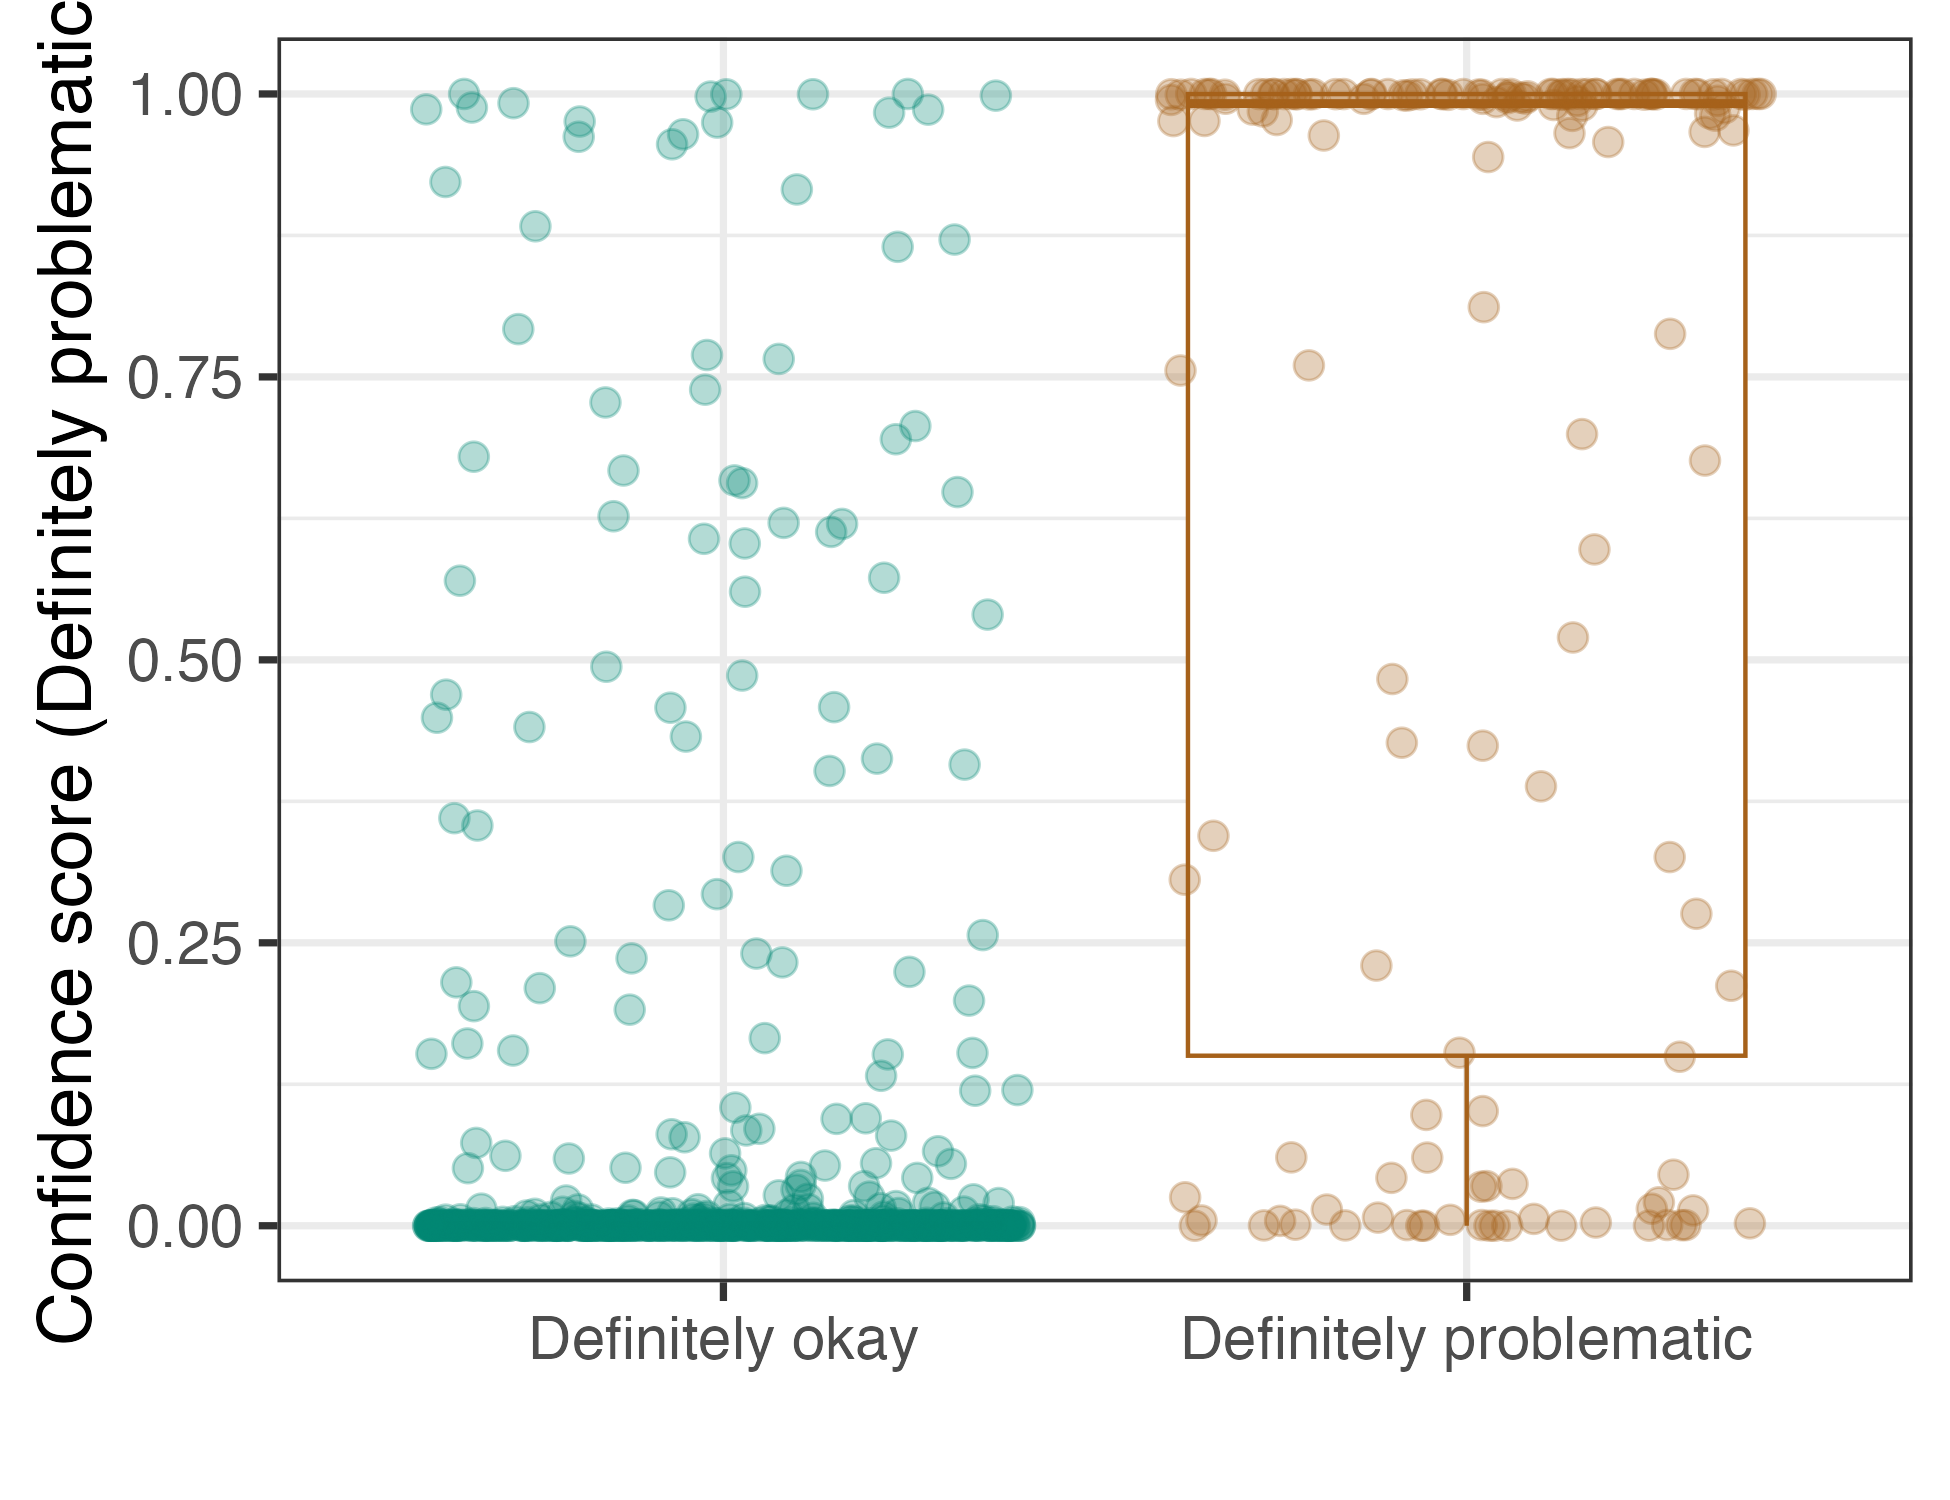 Confidence score (Definitely problematic
1.00
0.75
0.50
0.25
0.00
Definitely okay
Definitely problematic